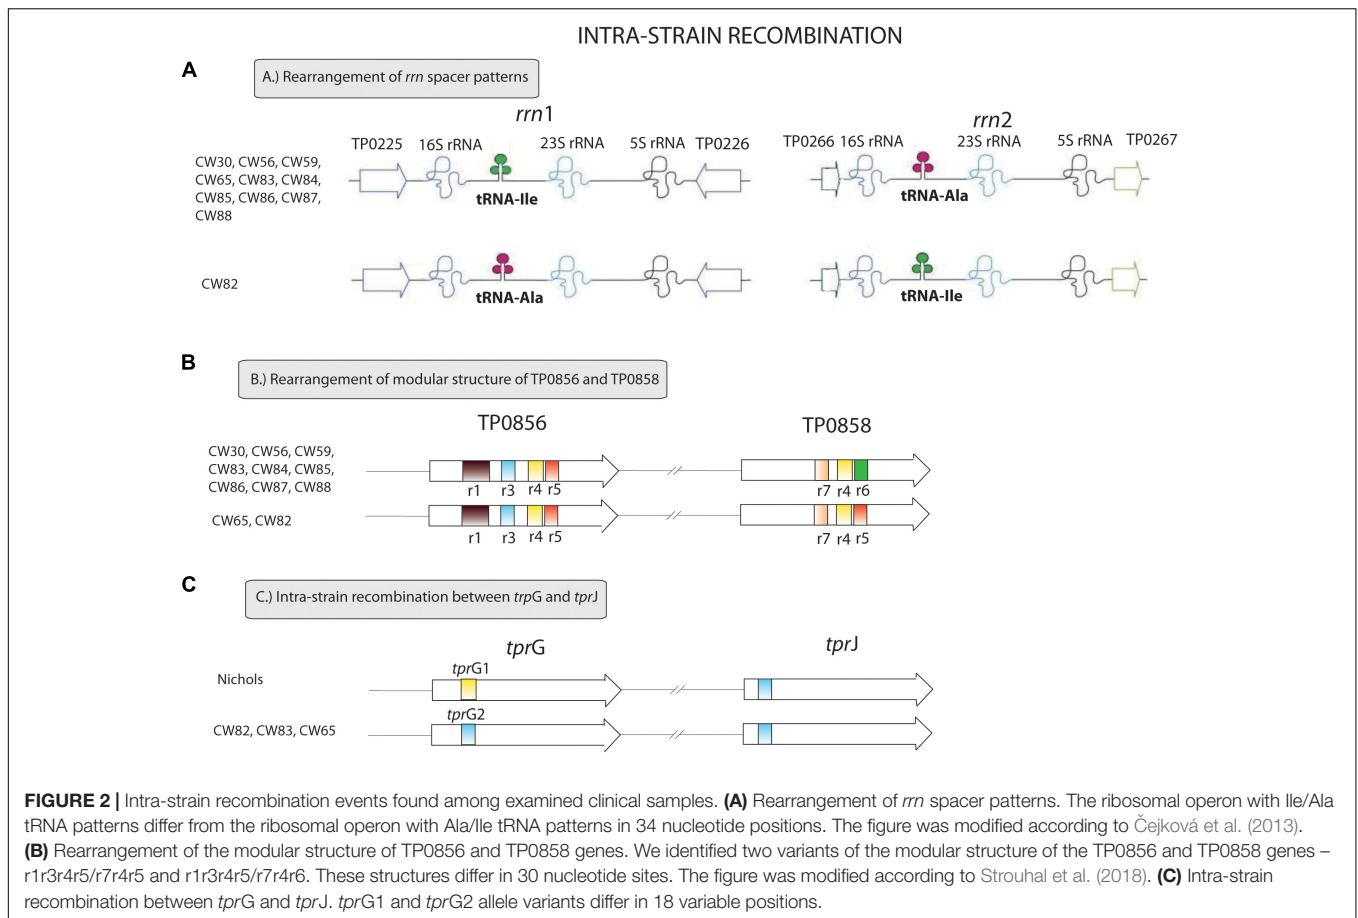 INTRA-STRAIN RECOMBINATION
A
A.) Rearrangement of rrn spacer patterns
rrn1
rrn2
TP0225 16S rRNA 23S rRNA 5S rRNA TP0226
TP0266 16S rRNA 23S rRNA 5S rRNA TP0267
CW30, CW56, CW59,
CW65, CW83, CW84,
CW85, CW86, CW87,
CW88
tRNA-Ile
tRNA-Ala
CW82
tRNA-Ala
tRNA-Ile
B
B.) Rearrangement of modular structure of TP0856 and TP0858
TP0856
TP0858
CW30, CW56, CW59,
CW83, CW84, CW85,
CW86, CW87, CW88
r1 r3 r4 r5
r7 r4 r6
CW65, CW82
r1 r3 r4 r5
r7 r4 r5
C
C.) Intra-strain recombination between trpG and tprJ
tprG
tprJ
tprG1
Nichols
tprG2
CW82, CW83, CW65
FIGURE 2 | Intra-strain recombination events found among examined clinical samples. (A) Rearrangement of rrn spacer patterns. The ribosomal operon with Ile/Ala
tRNA patterns differ from the ribosomal operon with Ala/Ile tRNA patterns in 34 nucleotide positions. The figure was modified according to Čejková et al. (2013).
(B) Rearrangement of the modular structure of TP0856 and TP0858 genes. We identified two variants of the modular structure of the TP0856 and TP0858 genes –
r1r3r4r5/r7r4r5 and r1r3r4r5/r7r4r6. These structures differ in 30 nucleotide sites. The figure was modified according to Strouhal et al. (2018). (C) Intra-strain
recombination between tprG and tprJ. tprG1 and tprG2 allele variants differ in 18 variable positions.